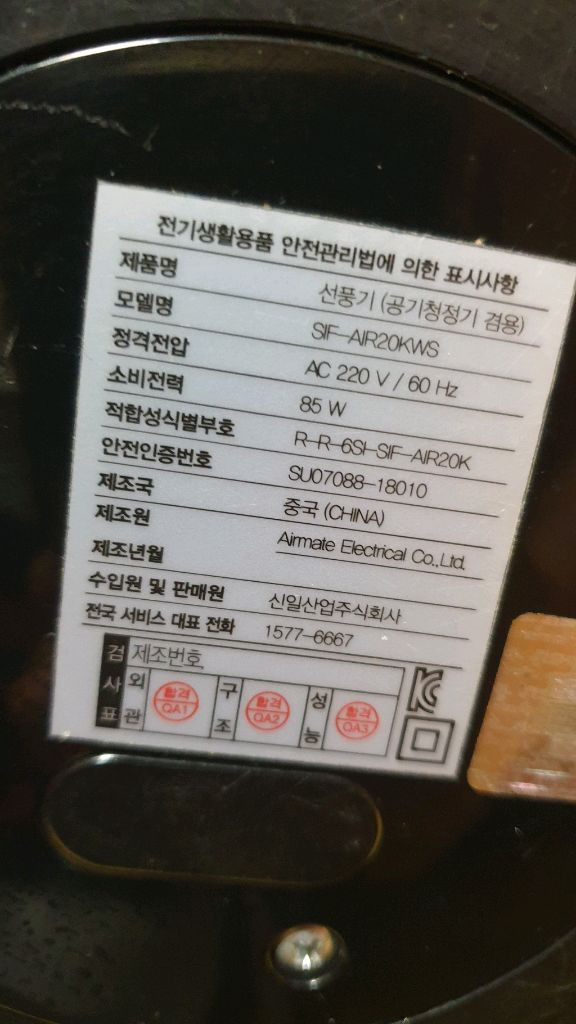 전기생활용품 안전관리법에 의한 표시사항
제품명 선풍기 (공기청정기 겸용)
모델명 SIF-AIR20KWS
정격전압 AC 220 V / 60 Hz
소비전력 85 W
적합성식별부호 R-R-6SI-SIF-AIR20K
안전인증번호 SU07088-18010
제조국 중국 (CHINA)
제조원 Airmate Electrical Co.,Ltd.
제조년월
수입원 및 판매원 신일산업주식회사
전국 서비스 대표 전화 1577-6667
검사표 제조번호
외관 합격 QA1 구조 합격 QA2 성능 합격 QA3